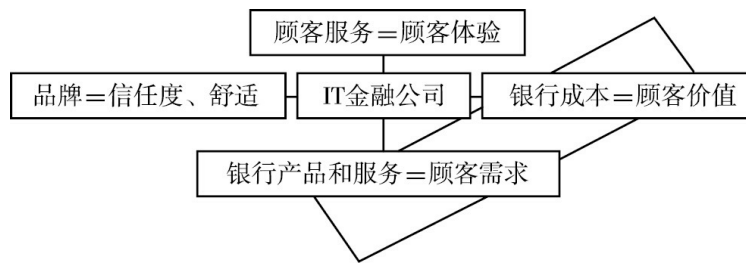 顾客服务＝顾客体验
品牌＝信任度、舒适
IT金融公司
银行成本＝顾客价值
银行产品和服务＝顾客需求